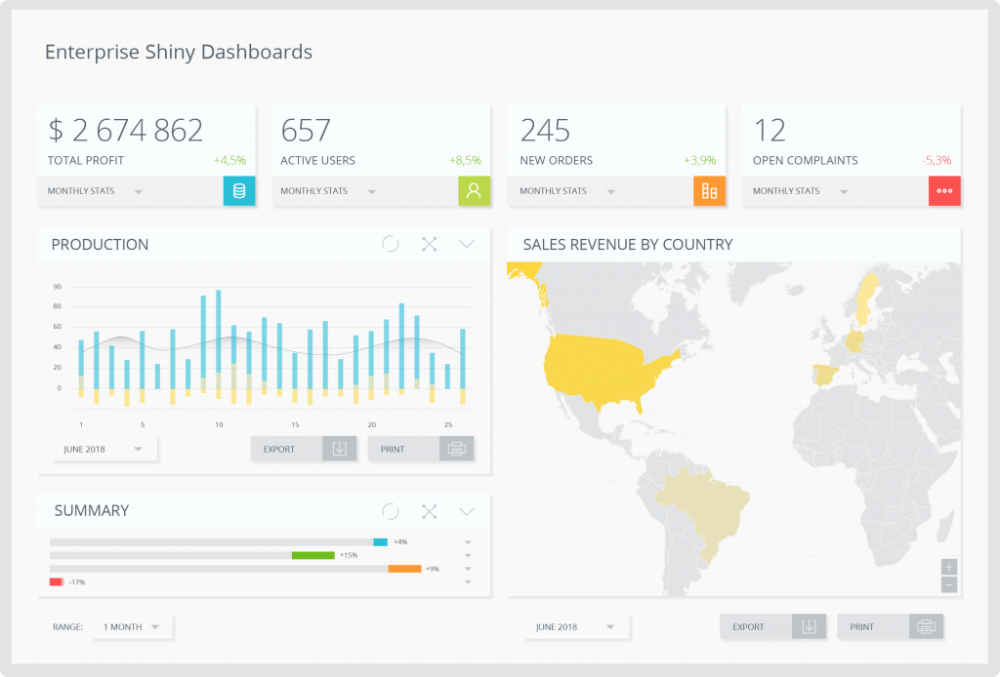 Enterprise Shiny Dashboards
$ 2 674 862
TOTAL PROFIT +4,5%
MONTHLY STATS
657
ACTIVE USERS +8,5%
MONTHLY STATS
245
NEW ORDERS +3,9%
MONTHLY STATS
12
OPEN COMPLAINTS -5,3%
MONTHLY STATS
PRODUCTION
90
80
60
40
20
0
1 5 10 15 20 25
JUNE 2018 EXPORT PRINT
SUMMARY
+4%
+15%
+9%
-17%
RANGE: 1 MONTH
SALES REVENUE BY COUNTRY
+
−
JUNE 2018 EXPORT PRINT